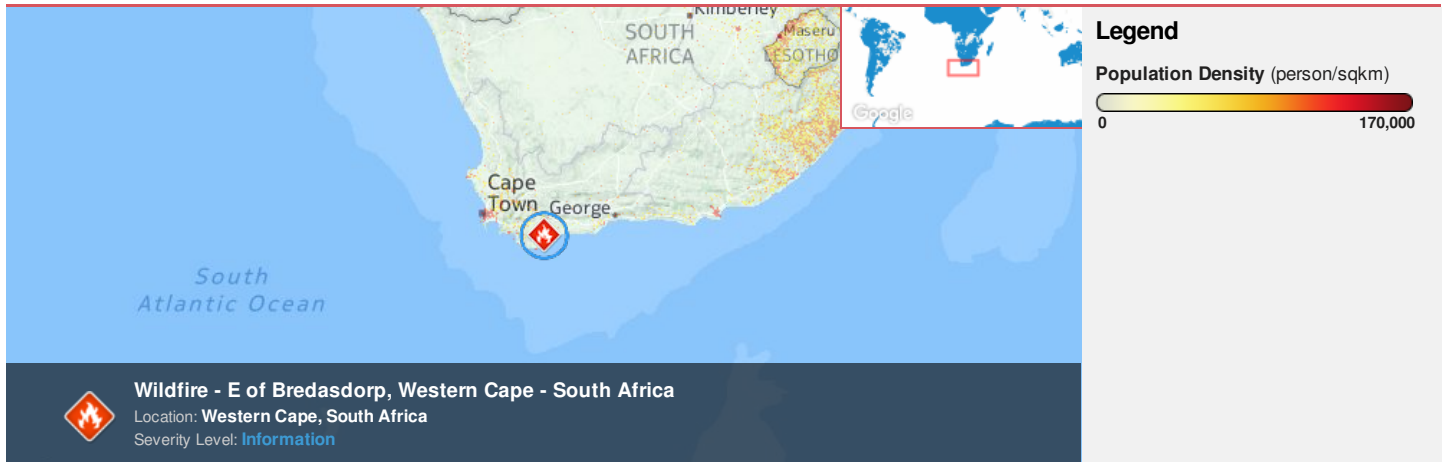 Kimberley
SOUTH
AFRICA
Maseru
LESOTHO
Cape
Town
George
South
Atlantic Ocean
Google
Legend
Population Density (person/sqkm)
0
170,000
Wildfire - E of Bredasdorp, Western Cape - South Africa
Location: Western Cape, South Africa
Severity Level: Information